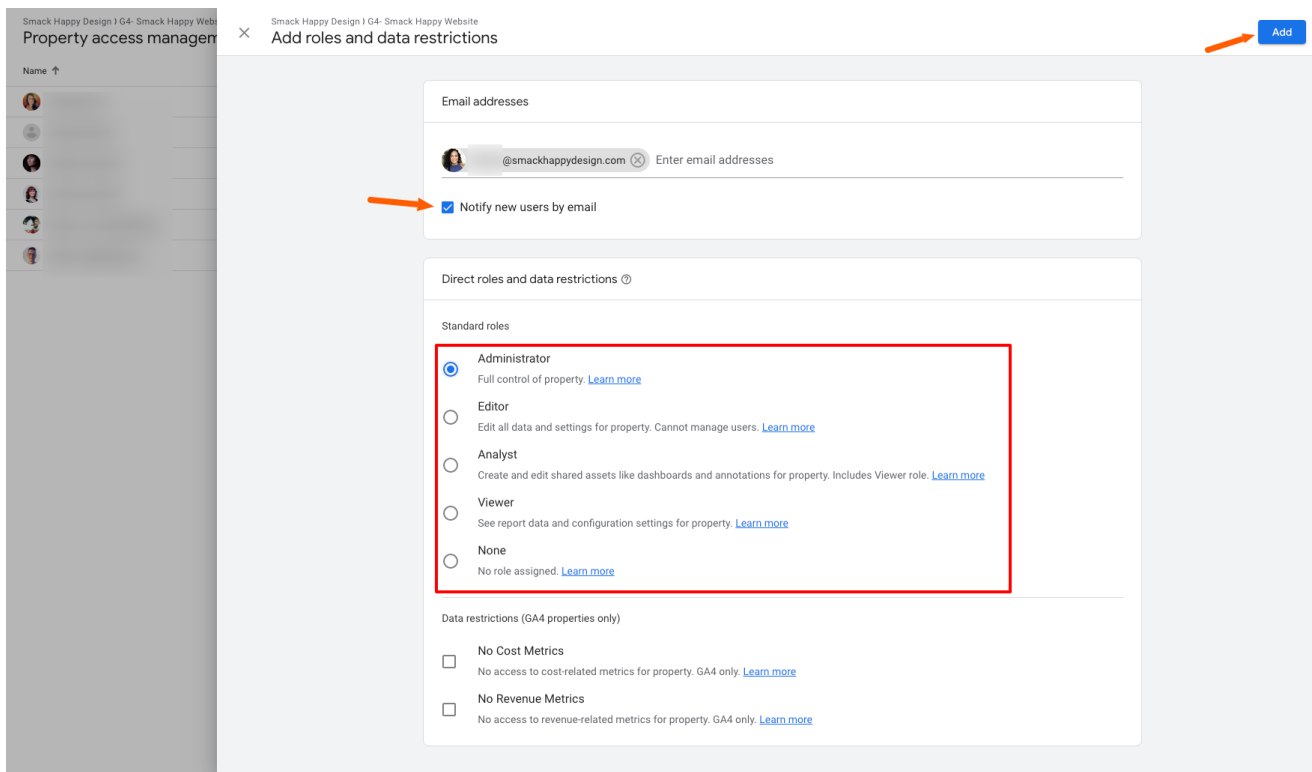 Smack Happy Design > G4- Smack Happy Webs
Property access managem
Name ↑
Smack Happy Design > G4- Smack Happy Website
Add roles and data restrictions
Add
Email addresses
@smackhappydesign.com Enter email addresses
Notify new users by email
Direct roles and data restrictions
Standard roles
Administrator
Full control of property. Learn more
Editor
Edit all data and settings for property. Cannot manage users. Learn more
Analyst
Create and edit shared assets like dashboards and annotations for property. Includes Viewer role. Learn more
Viewer
See report data and configuration settings for property. Learn more
None
No role assigned. Learn more
Data restrictions (GA4 properties only)
No Cost Metrics
No access to cost-related metrics for property. GA4 only. Learn more
No Revenue Metrics
No access to revenue-related metrics for property. GA4 only. Learn more